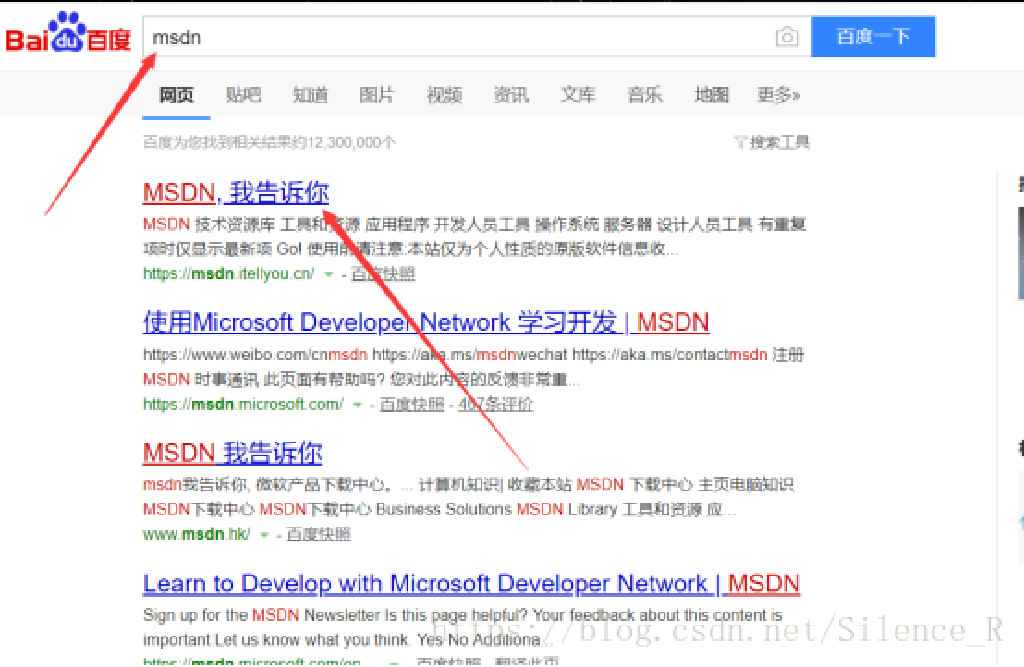 Bai du 百度 msdn 百度一下
网页 贴吧 知道 图片 视频 资讯 文库 音乐 地图 更多»
百度为您找到相关结果约12,300,000个 搜索工具
MSDN, 我告诉你
MSDN 技术资源库 工具和资源 应用程序 开发人员工具 操作系统 服务器 设计人员工具 有重复
项时仅显示最新项 Go! 使用前请注意:本站仅为个人性质的原版软件信息收...
https://msdn.itellyou.cn/ - 百度快照
使用Microsoft Developer Network 学习开发 | MSDN
https://www.weibo.com/cnmsdn https://aka.ms/msdnwechat https://aka.ms/contactmsdn 注册
MSDN 时事通讯 此页面有帮助吗? 您对此内容的反馈非常重...
https://msdn.microsoft.com/ - 百度快照 - 467条评价
MSDN 我告诉你
msdn我告诉你, 微软产品下载中心。... 计算机知识| 收藏本站 MSDN 下载中心 主页电脑知识
MSDN下载中心 MSDN下载中心 Business Solutions MSDN Library 工具和资源 应...
www.msdn.hk/ - 百度快照
Learn to Develop with Microsoft Developer Network | MSDN
Sign up for the MSDN Newsletter Is this page helpful? Your feedback about this content is
important.Let us know what you think. Yes No Additiona...
https://blog.csdn.net/Silence_R
https://msdn.microsoft.com/en... - 百度快照 - 翻译此页